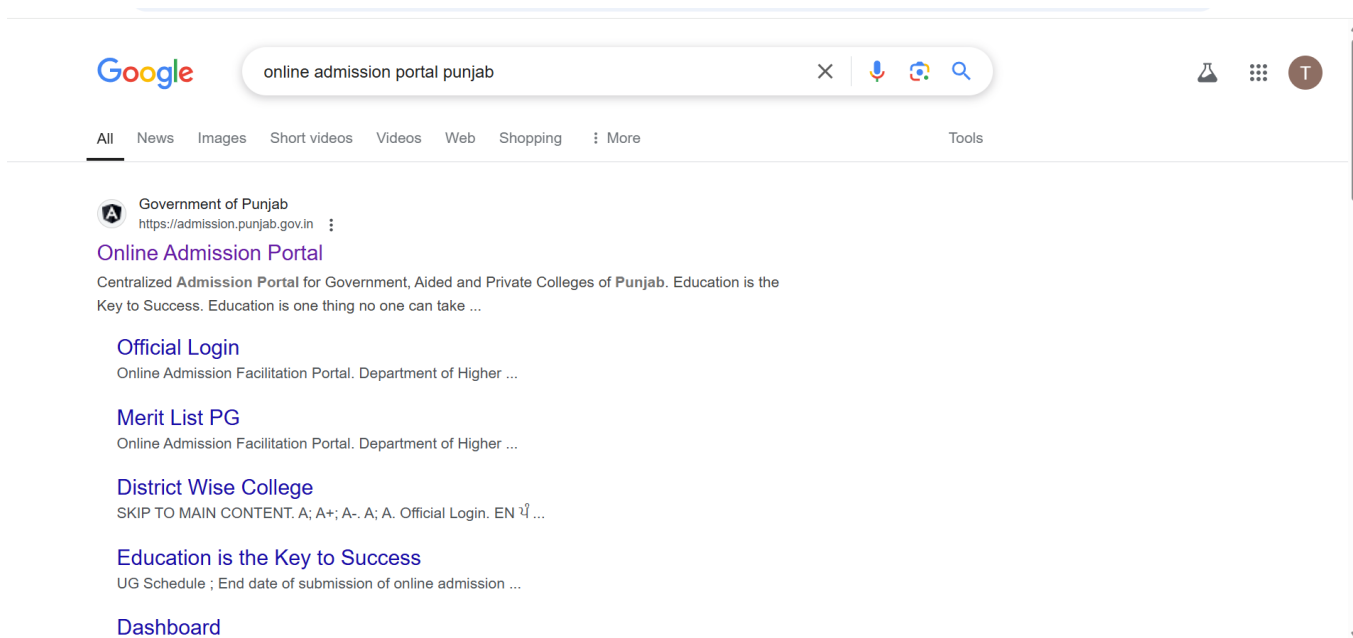 Google
online admission portal punjab
T
All News Images Short videos Videos Web Shopping More Tools
Government of Punjab
https://admission.punjab.gov.in
Online Admission Portal
Centralized Admission Portal for Government, Aided and Private Colleges of Punjab. Education is the
Key to Success. Education is one thing no one can take ...
Official Login
Online Admission Facilitation Portal. Department of Higher ...
Merit List PG
Online Admission Facilitation Portal. Department of Higher ...
District Wise College
SKIP TO MAIN CONTENT. A; A+; A-. A; A. Official Login. EN ਪੰ ...
Education is the Key to Success
UG Schedule ; End date of submission of online admission ...
Dashboard